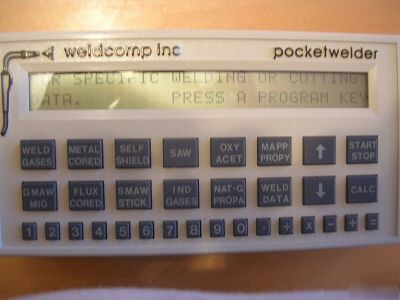 weldcomp inc pocketwelder
OR SPECIFIC WELDING OR CUTTING
DATA. PRESS A PROGRAM KEY
WELD GASES METAL CORED SELF SHIELD SAW OXY ACET MAPP PROPY ↑ START STOP
GMAW MIG FLUX CORED SMAW STICK IND GASES NAT-G PROPA WELD DATA ↓ CALC
1 2 3 4 5 6 7 8 9 0 . ÷ x - + =